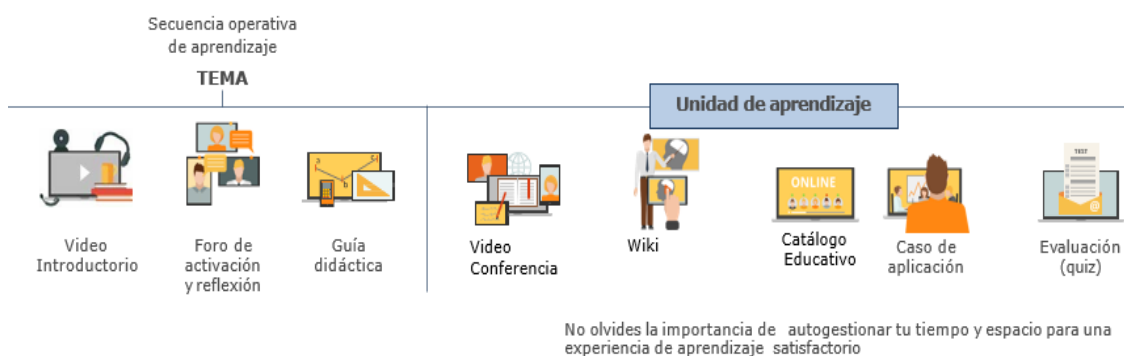 Secuencia operativa
de aprendizaje
TEMA
Unidad de aprendizaje
Video
Introductorio
Foro de
activación
y reflexión
Guía
didáctica
Video
Conferencia
Wiki
ONLINE
Catálogo
Educativo
Caso de
aplicación
TEST
@
Evaluación
(quiz)
No olvides la importancia de autogestionar tu tiempo y espacio para una
experiencia de aprendizaje satisfactorio